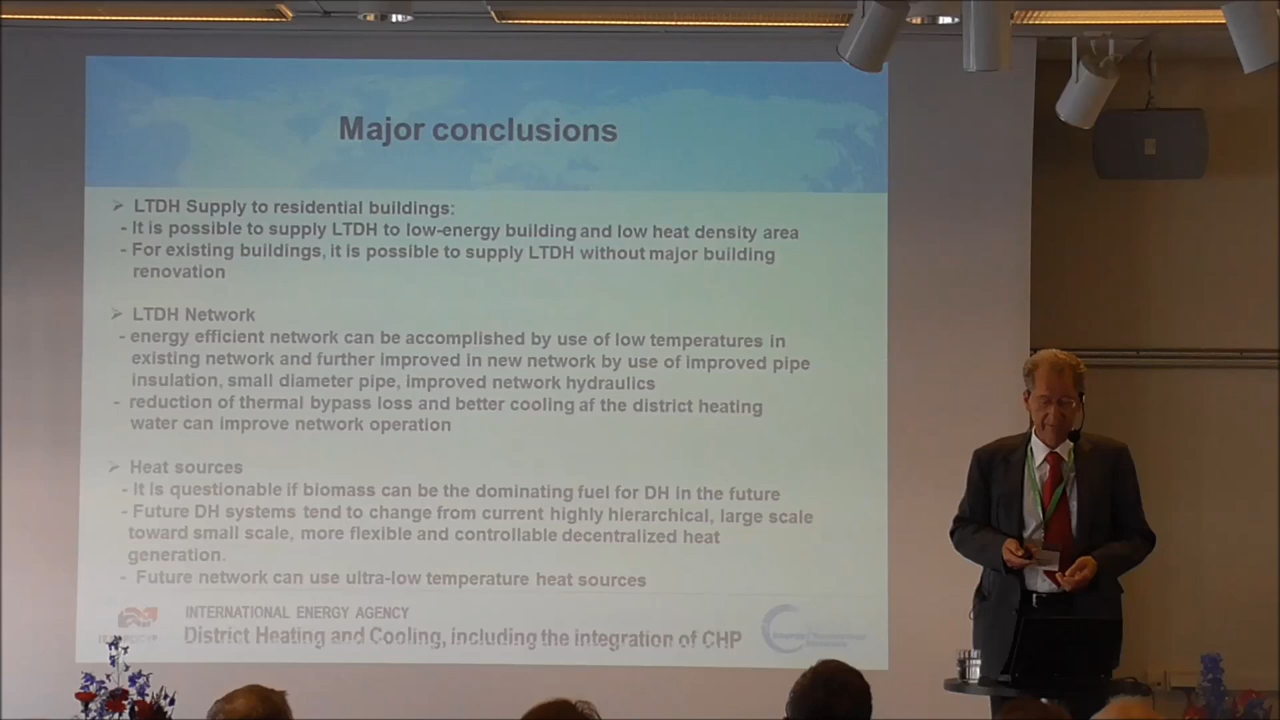 Major conclusions
➢ LTDH Supply to residential buildings:
- It is possible to supply LTDH to low-energy building and low heat density area
- For existing buildings, it is possible to supply LTDH without major building
renovation
➢ LTDH Network
- energy efficient network can be accomplished by use of low temperatures in
existing network and further improved in new network by use of improved pipe
insulation, small diameter pipe, improved network hydraulics
- reduction of thermal bypass loss and better cooling af the district heating
water can improve network operation
➢ Heat sources
- It is questionable if biomass can be the dominating fuel for DH in the future
- Future DH systems tend to change from current highly hierarchical, large scale
toward small scale, more flexible and controllable decentralized heat
generation.
- Future network can use ultra-low temperature heat sources
INTERNATIONAL ENERGY AGENCY
District Heating and Cooling, including the integration of CHP